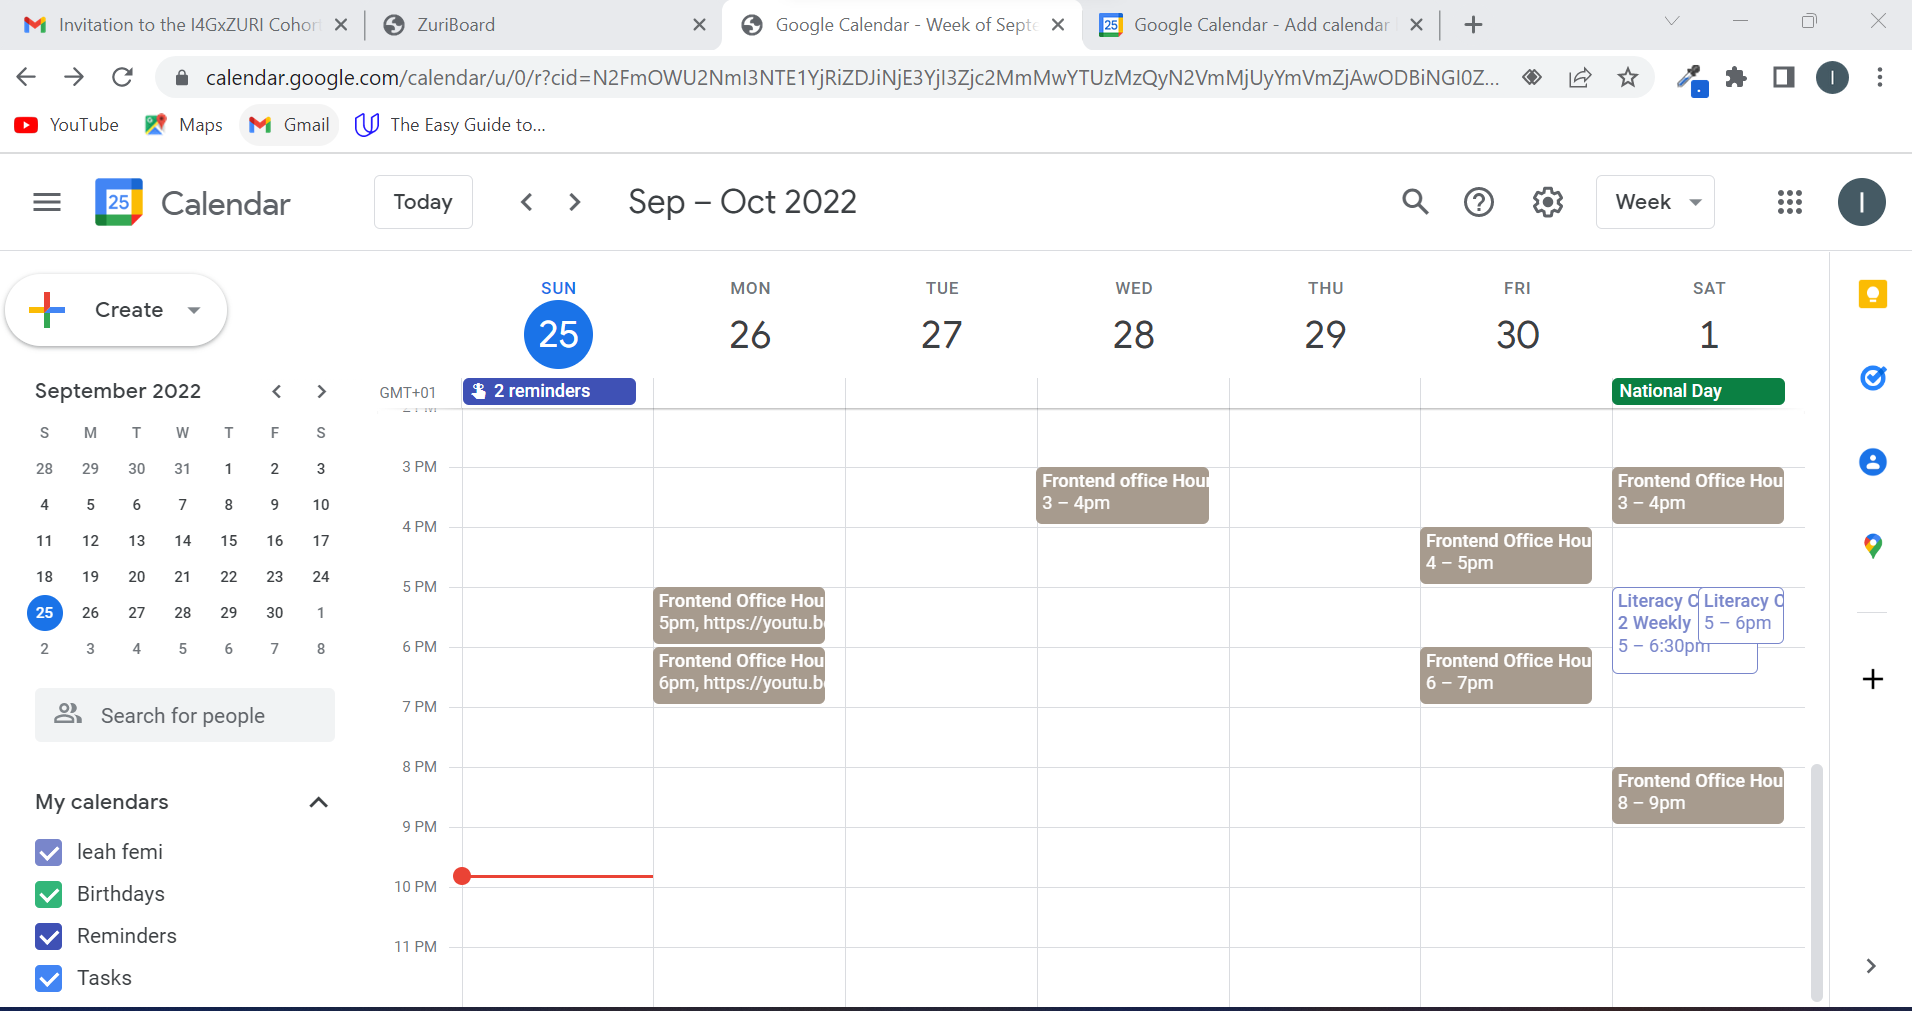 Invitation to the I4GxZURI Cohor
ZuriBoard
Google Calendar - Week of Septe
Google Calendar - Add calendar
calendar.google.com/calendar/u/0/r?cid=N2FmOWU2NmI3NTE1YjRiZDJiNjE3YjI3Zjc2MmMwYTUzMzQyN2VmMjUyYmVmZjAwODBiNGI0Z...
I
YouTube
Maps
Gmail
The Easy Guide to...
25
Calendar
Today
Sep – Oct 2022
Week
I
Create
SUN
MON
TUE
WED
THU
FRI
SAT
25
26
27
28
29
30
1
September 2022
GMT+01
2 reminders
National Day
S M T W T F S
28 29 30 31 1 2 3
4 5 6 7 8 9 10
11 12 13 14 15 16 17
18 19 20 21 22 23 24
25 26 27 28 29 30 1
2 3 4 5 6 7 8
2 PM
3 PM
4 PM
5 PM
6 PM
7 PM
8 PM
9 PM
10 PM
11 PM
Frontend Office Hou
5pm, https://youtu.b
Frontend Office Hou
6pm, https://youtu.b
Frontend office Hou
3 – 4pm
Frontend Office Hou
4 – 5pm
Frontend Office Hou
6 – 7pm
Frontend Office Hou
3 – 4pm
Literacy C
2 Weekly
5 – 6:30pm
Literacy C
5 – 6pm
Frontend Office Hou
8 – 9pm
Search for people
My calendars
leah femi
Birthdays
Reminders
Tasks